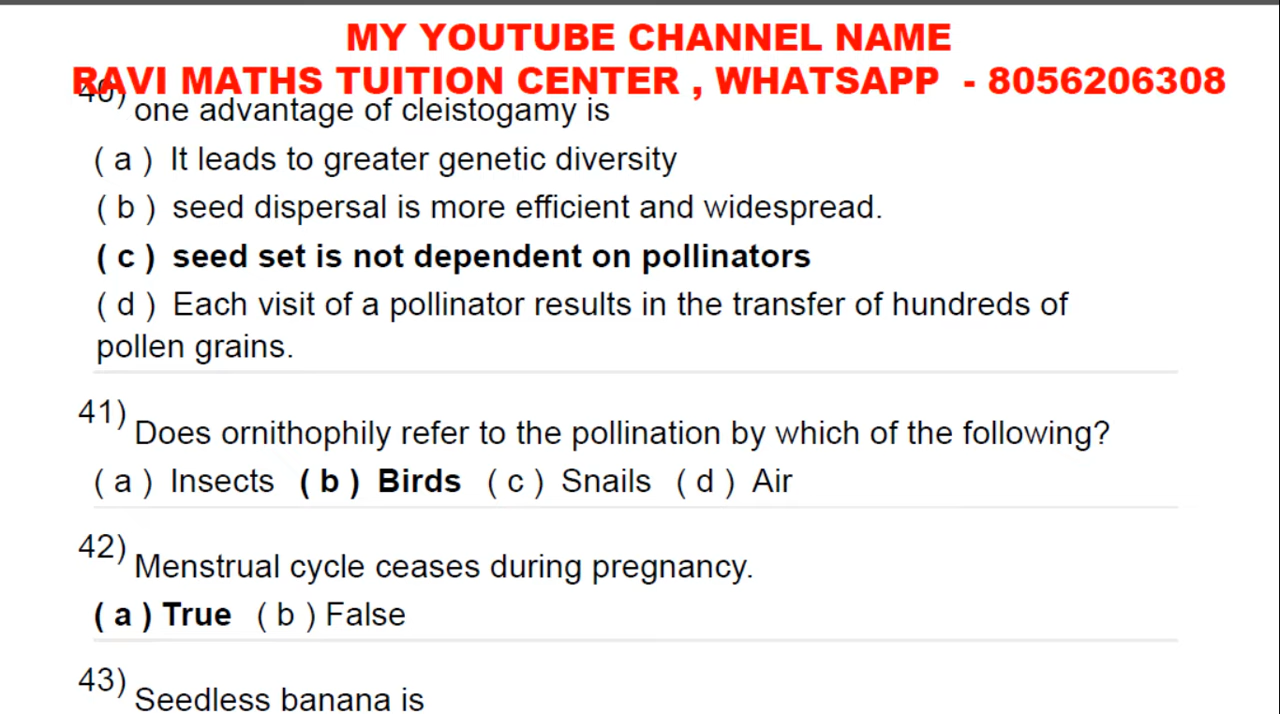 MY YOUTUBE CHANNEL NAME
RAVI MATHS TUITION CENTER , WHATSAPP - 8056206308
40) one advantage of cleistogamy is
( a ) It leads to greater genetic diversity
( b ) seed dispersal is more efficient and widespread.
( c ) seed set is not dependent on pollinators
( d ) Each visit of a pollinator results in the transfer of hundreds of
pollen grains.
41) Does ornithophily refer to the pollination by which of the following?
( a ) Insects ( b ) Birds ( c ) Snails ( d ) Air
42) Menstrual cycle ceases during pregnancy.
( a ) True ( b ) False
43) Seedless banana is